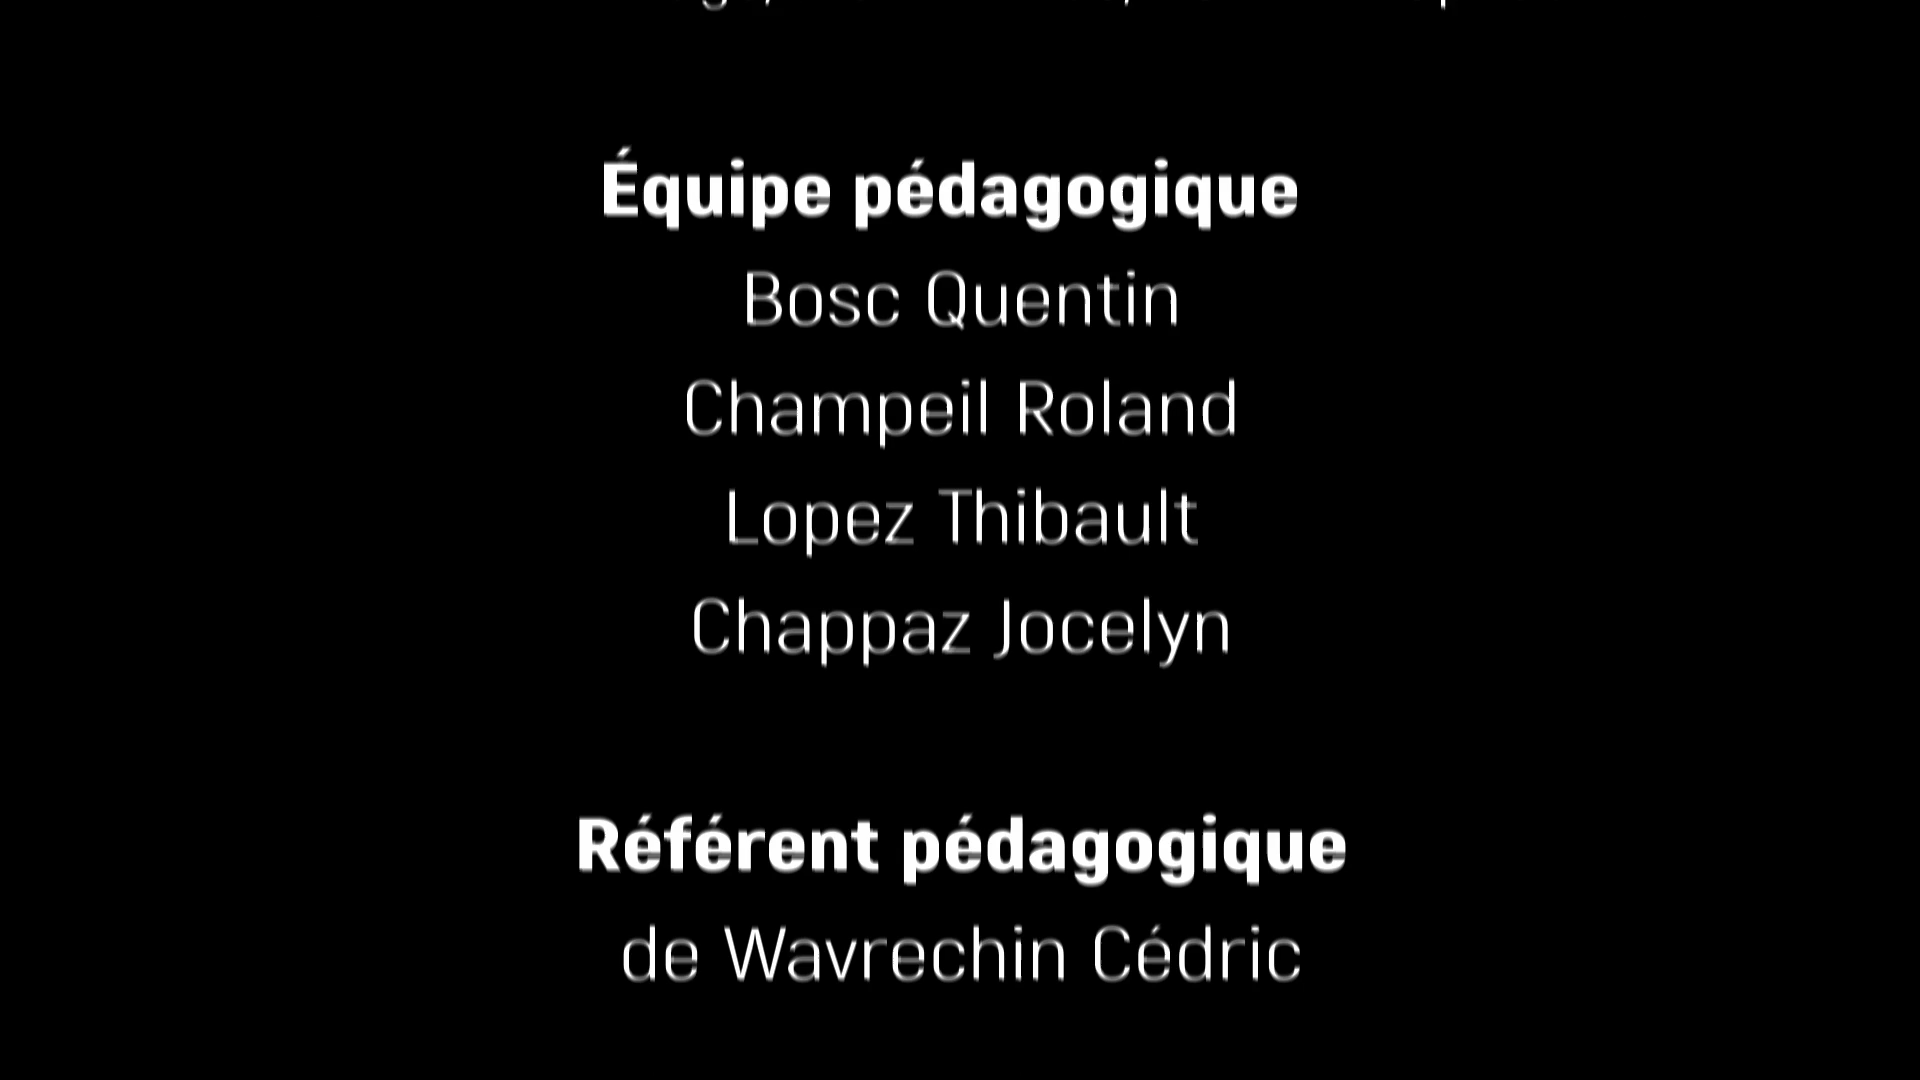 Équipe pédagogique
Bosc Quentin
Champeil Roland
Lopez Thibault
Chappaz Jocelyn
Référent pédagogique
de Wavrechin Cédric